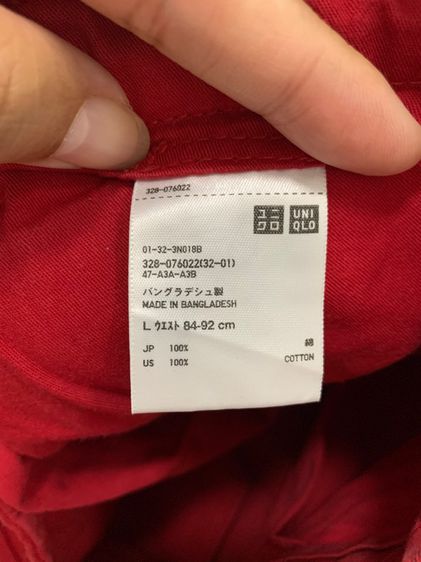 328-076022
ユニ UNI
クロ QLO
01-32-3N018B
328-076022(32-01)
47-A3A-A3B
バングラデシュ製
MADE IN BANGLADESH
L ウエスト 84-92 cm
JP 100% 綿
US 100% COTTON